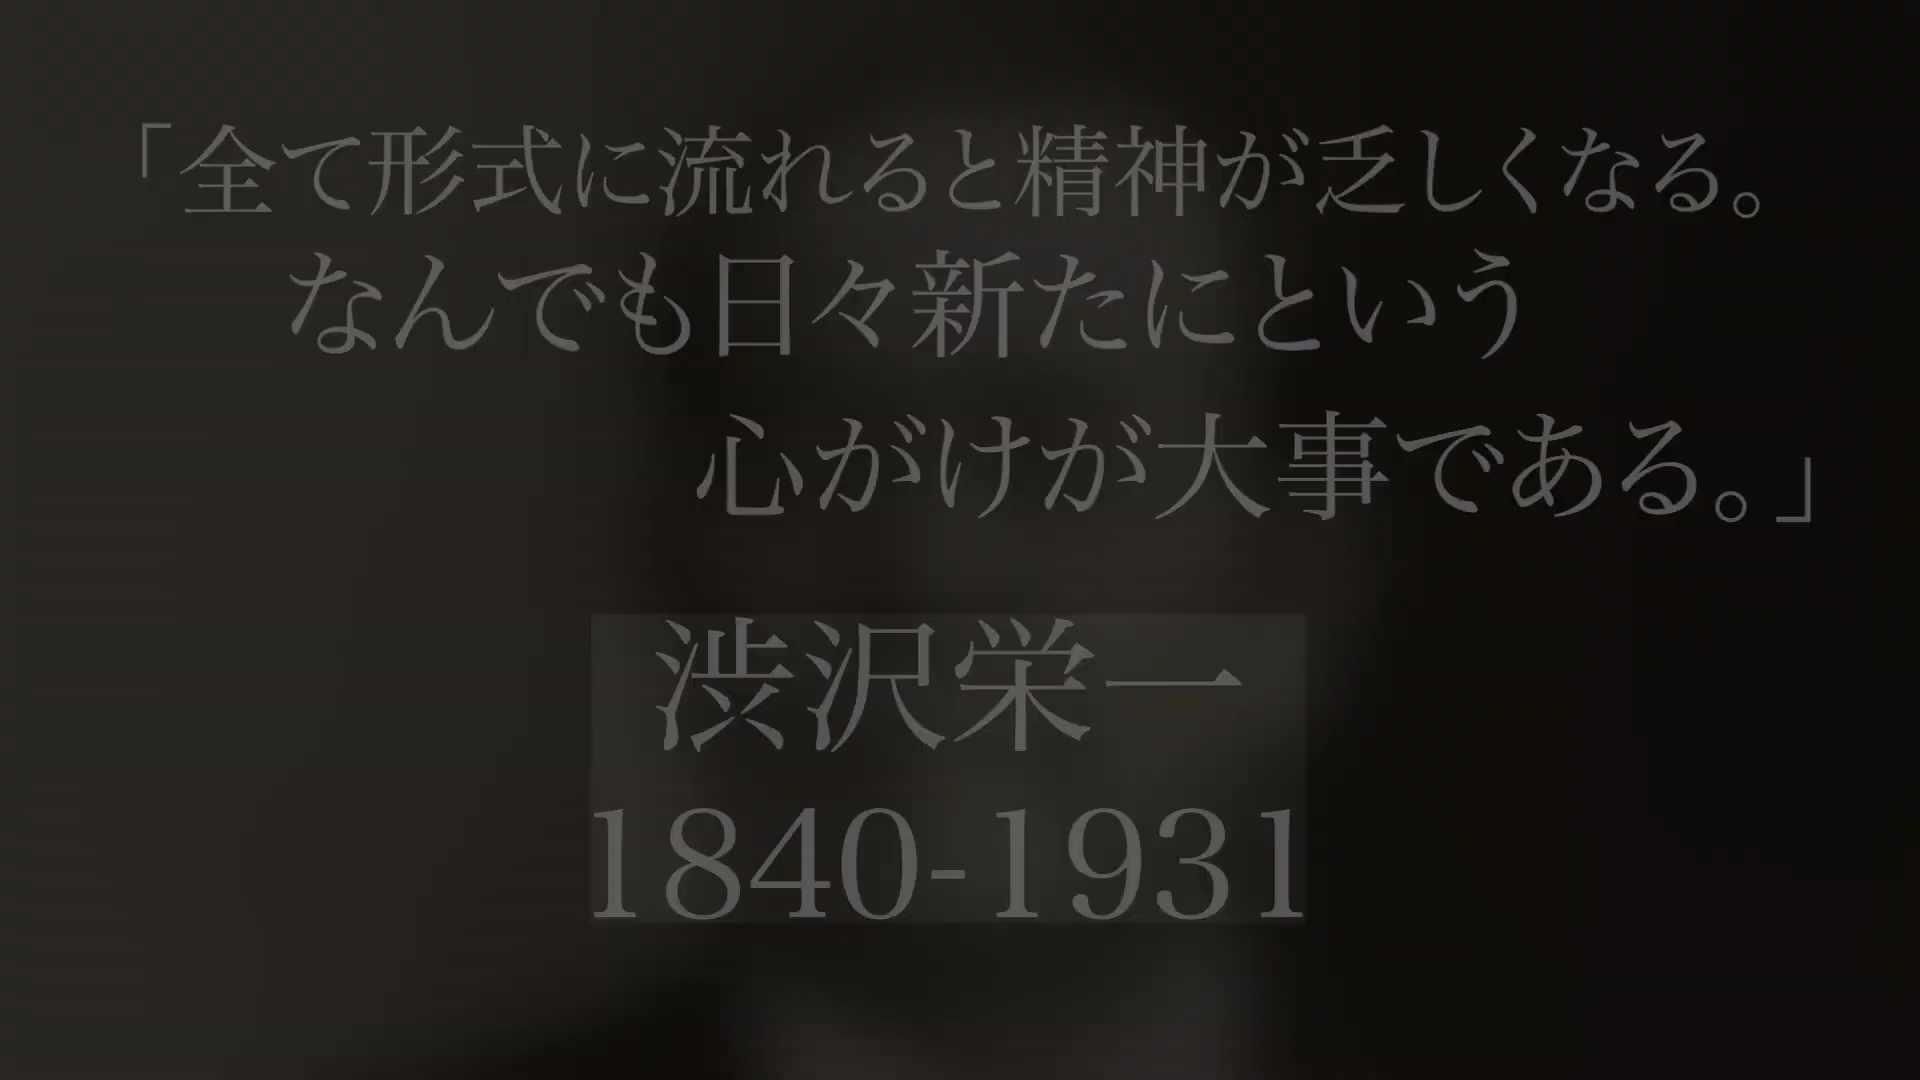 「全て形式に流れると精神が乏しくなる。
なんでも日々新たにという
心がけが大事である。」
渋沢栄一
1840-1931